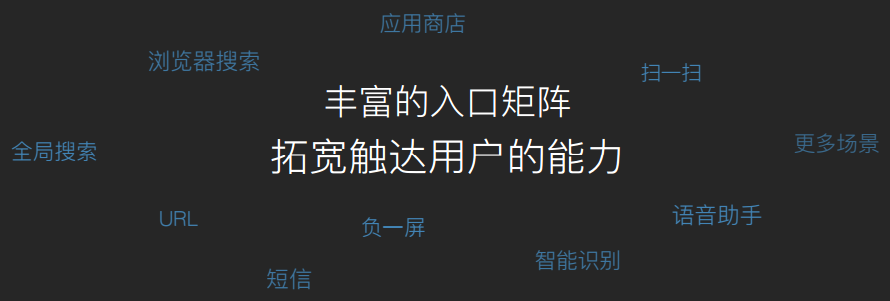 应用商店
浏览器搜索
扫一扫
丰富的入口矩阵
拓宽触达用户的能力
全局搜索
更多场景
URL
负一屏
语音助手
智能识别
短信